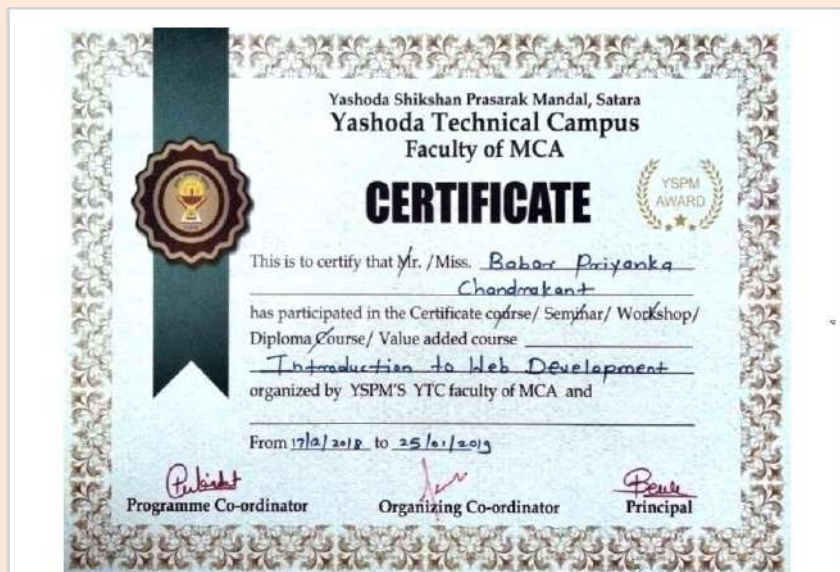 Yashoda Shikshan Prasarak Mandal, Satara
Yashoda Technical Campus
Faculty of MCA
CERTIFICATE
YSPM
AWARD
This is to certify that Mr. /Miss. Babar Priyanka
Chandrakant
has participated in the Certificate course/ Seminar/ Workshop/
Diploma Course/ Value added course
Introduction to Web Development
organized by YSPM'S YTC faculty of MCA and
From 17/12/2018 to 25/01/2019
Programme Co-ordinator
Organizing Co-ordinator
Principal